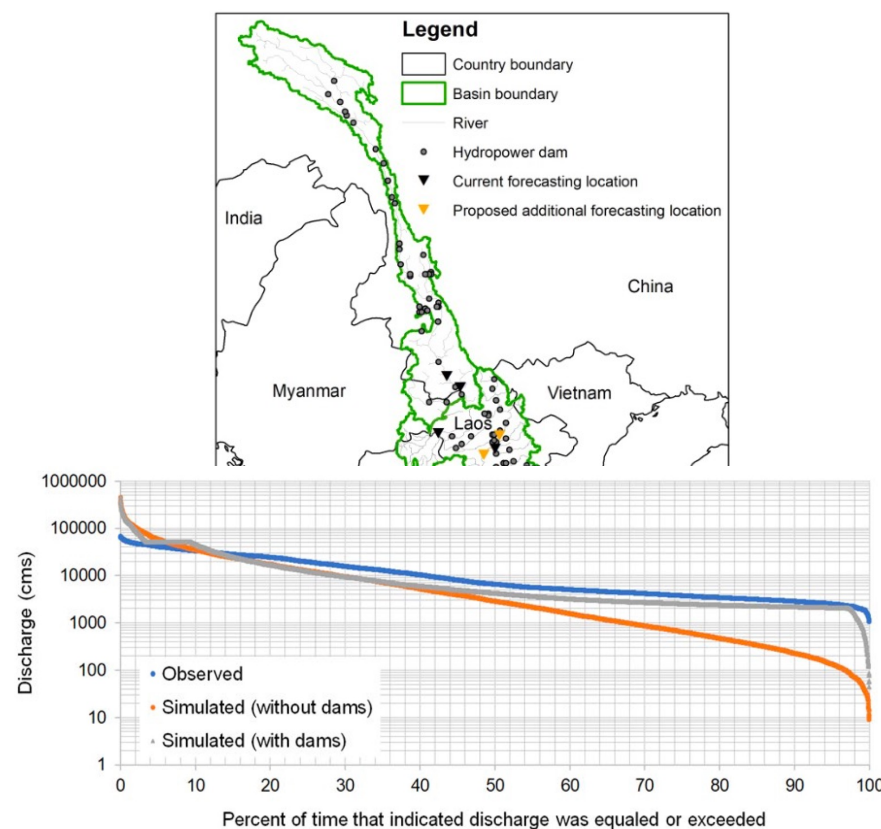 Legend
Country boundary
Basin boundary
River
Hydropower dam
Current forecasting location
Proposed additional forecasting location
India
China
Myanmar
Vietnam
Laos
1000000
100000
10000
1000
100
10
1
Discharge (cms)
Observed
Simulated (without dams)
Simulated (with dams)
0 10 20 30 40 50 60 70 80 90 100
Percent of time that indicated discharge was equaled or exceeded